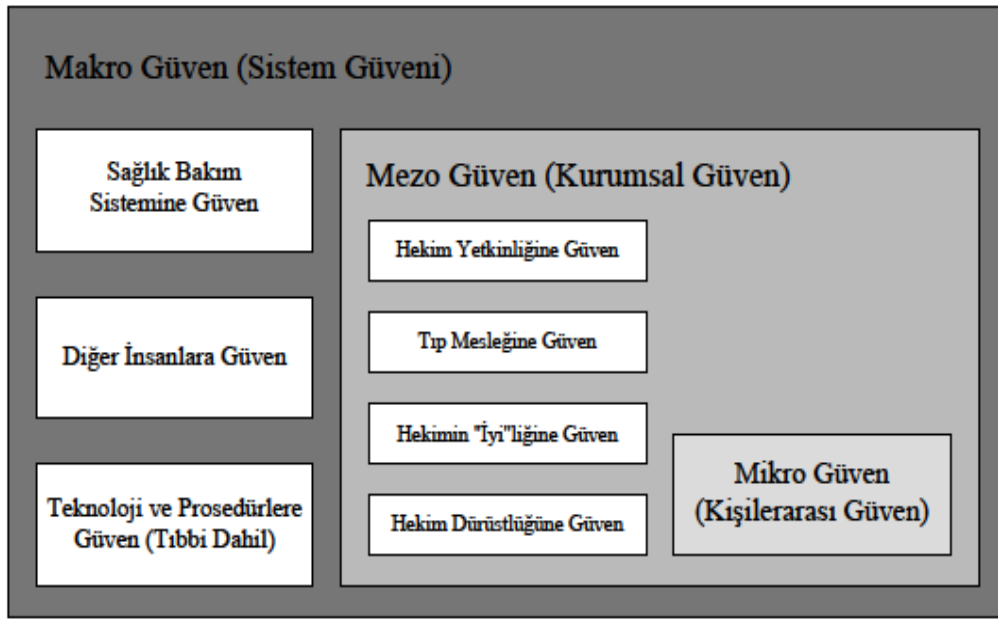 Makro Güven (Sistem Güveni)
Sağlık Bakım
Sistemine Güven
Diğer İnsanlara Güven
Teknoloji ve Prosedürlere
Güven (Tıbbi Dahil)
Mezo Güven (Kurumsal Güven)
Hekim Yetkinliğine Güven
Tıp Mesleğine Güven
Hekimin "İyi"liğine Güven
Hekim Dürüstlüğüne Güven
Mikro Güven
(Kişilerarası Güven)